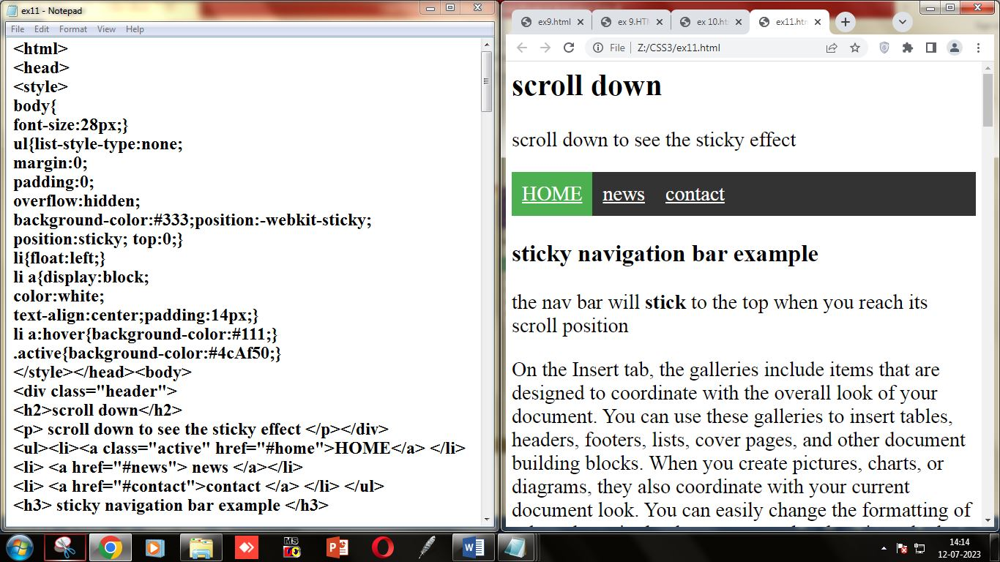 ex11 - Notepad
File Edit Format View Help
<html>
<head>
<style>
body{
font-size:28px;}
ul{list-style-type:none;
margin:0;
padding:0;
overflow:hidden;
background-color:#333;position:-webkit-sticky;
position:sticky; top:0;}
li{float:left;}
li a{display:block;
color:white;
text-align:center;padding:14px;}
li a:hover{background-color:#111;}
.active{background-color:#4cAf50;}
</style></head><body>
<div class="header">
<h2>scroll down</h2>
<p> scroll down to see the sticky effect </p></div>
<ul><li><a class="active" href="#home">HOME</a> </li>
<li> <a href="#news"> news </a></li>
<li> <a href="#contact">contact </a> </li> </ul>
<h3> sticky navigation bar example </h3>
ex9.html ex 9.HTM ex 10.htm ex11.htm
File Z:/CSS3/ex11.html
scroll down
scroll down to see the sticky effect
HOME news contact
sticky navigation bar example
the nav bar will stick to the top when you reach its
scroll position
On the Insert tab, the galleries include items that are
designed to coordinate with the overall look of your
document. You can use these galleries to insert tables,
headers, footers, lists, cover pages, and other document
building blocks. When you create pictures, charts, or
diagrams, they also coordinate with your current
document look. You can easily change the formatting of
MS
14:14
12-07-2023